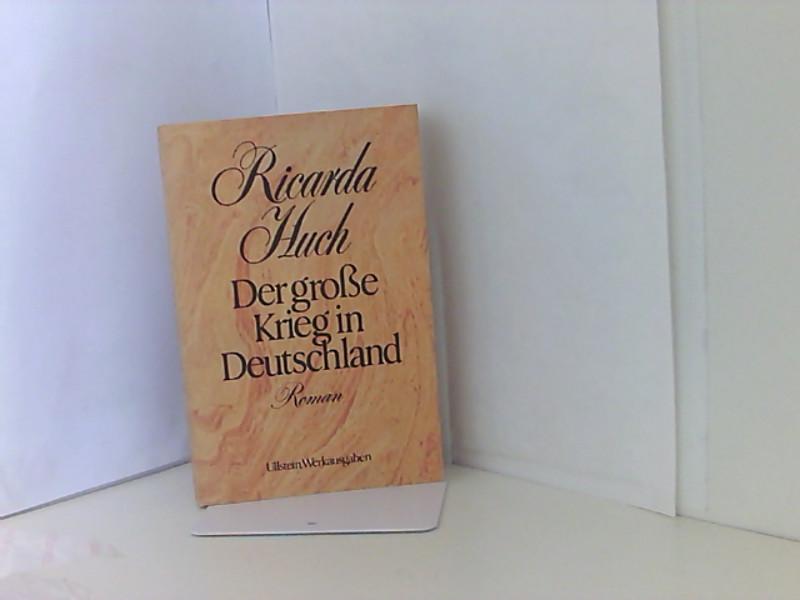 Ricarda
Huch
Der große
Krieg in
Deutschland
Roman
Ullstein Werkausgaben